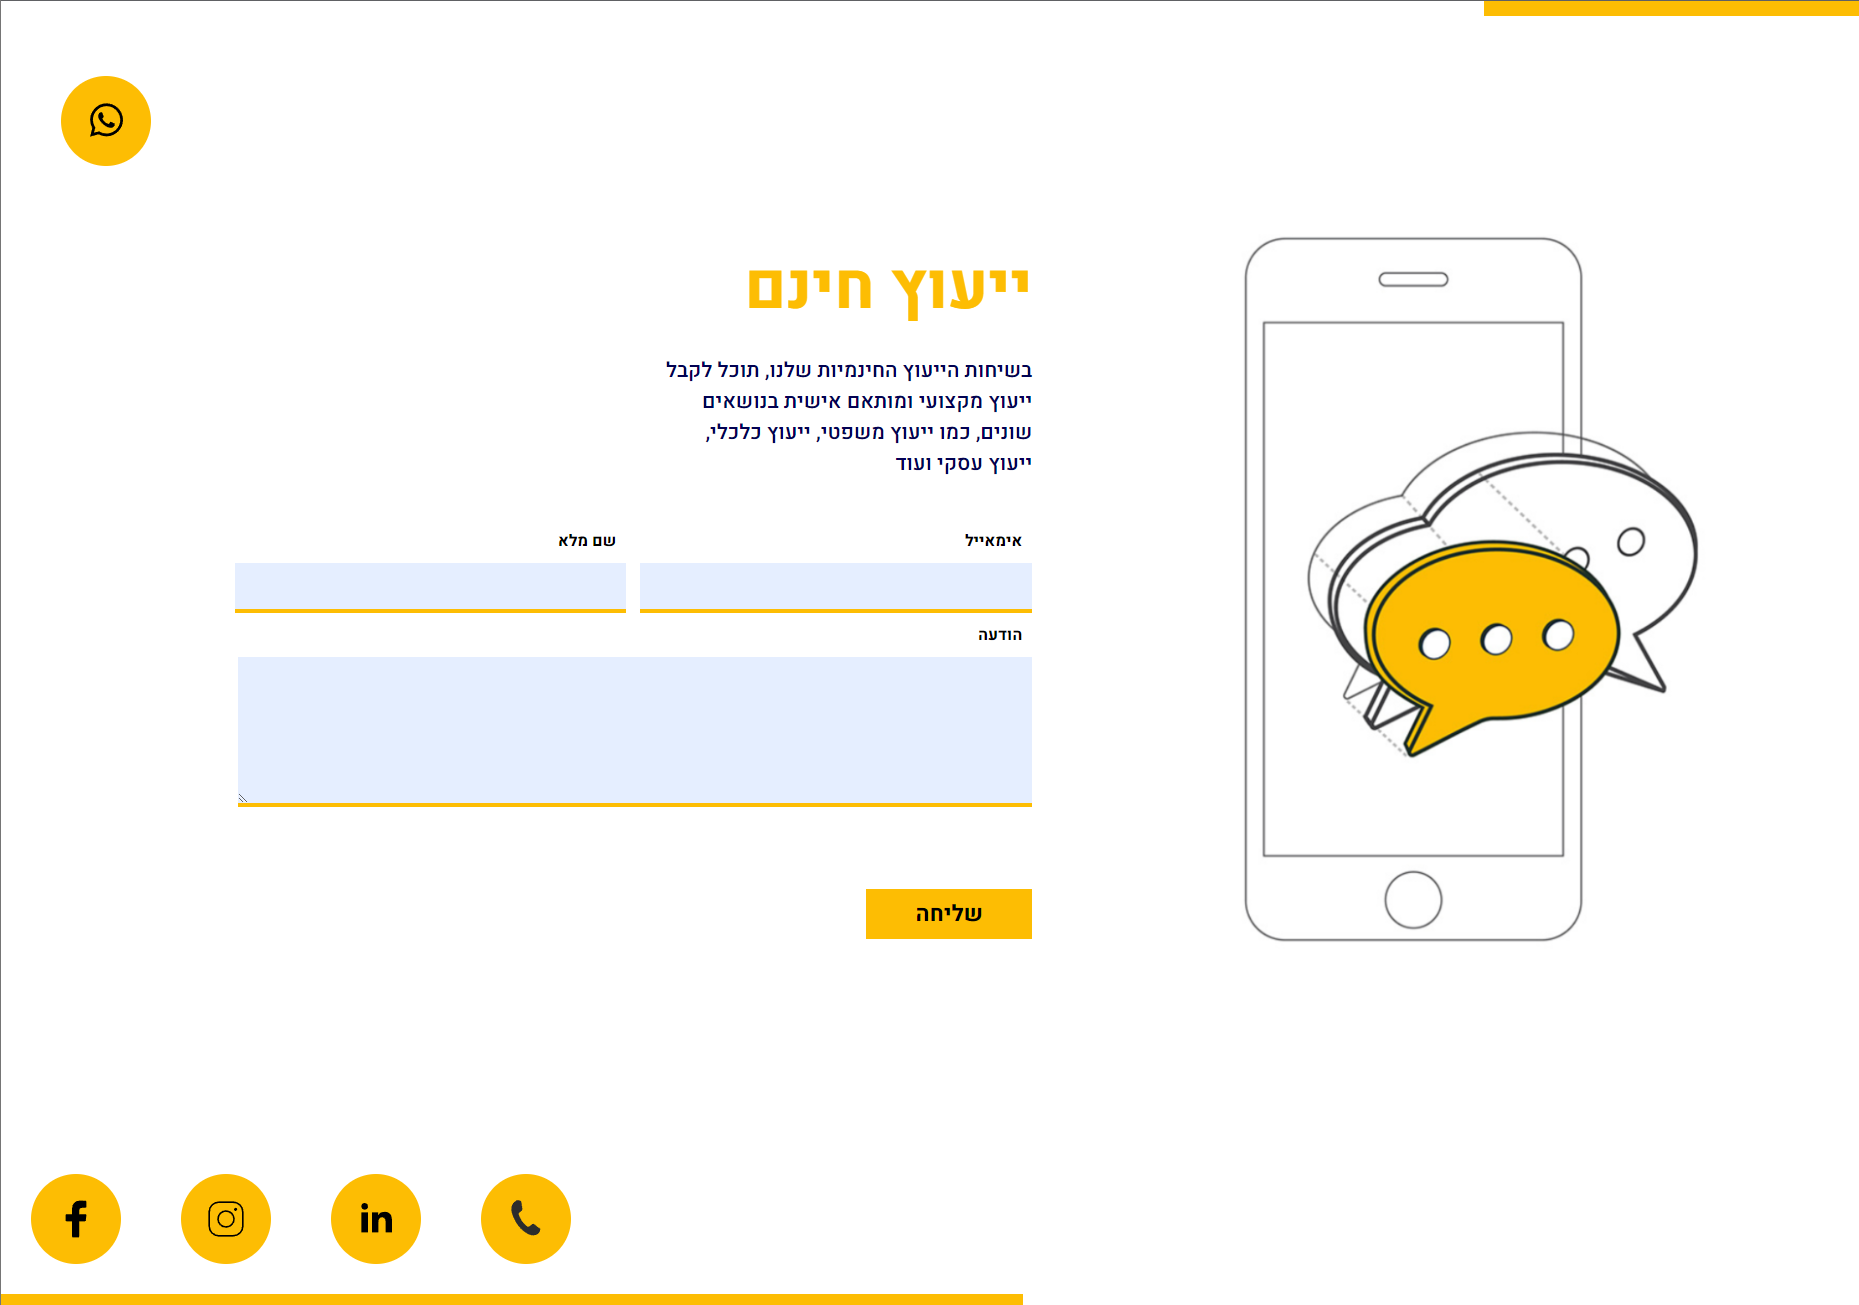 ייעוץ חינם
בשיחות הייעוץ החינמיות שלנו, תוכל לקבל
ייעוץ מקצועי ומותאם אישית בנושאים
שונים, כמו ייעוץ משפטי, ייעוץ כלכלי,
ייעוץ עסקי ועוד
אימאייל
שם מלא
הודעה
שליחה
in